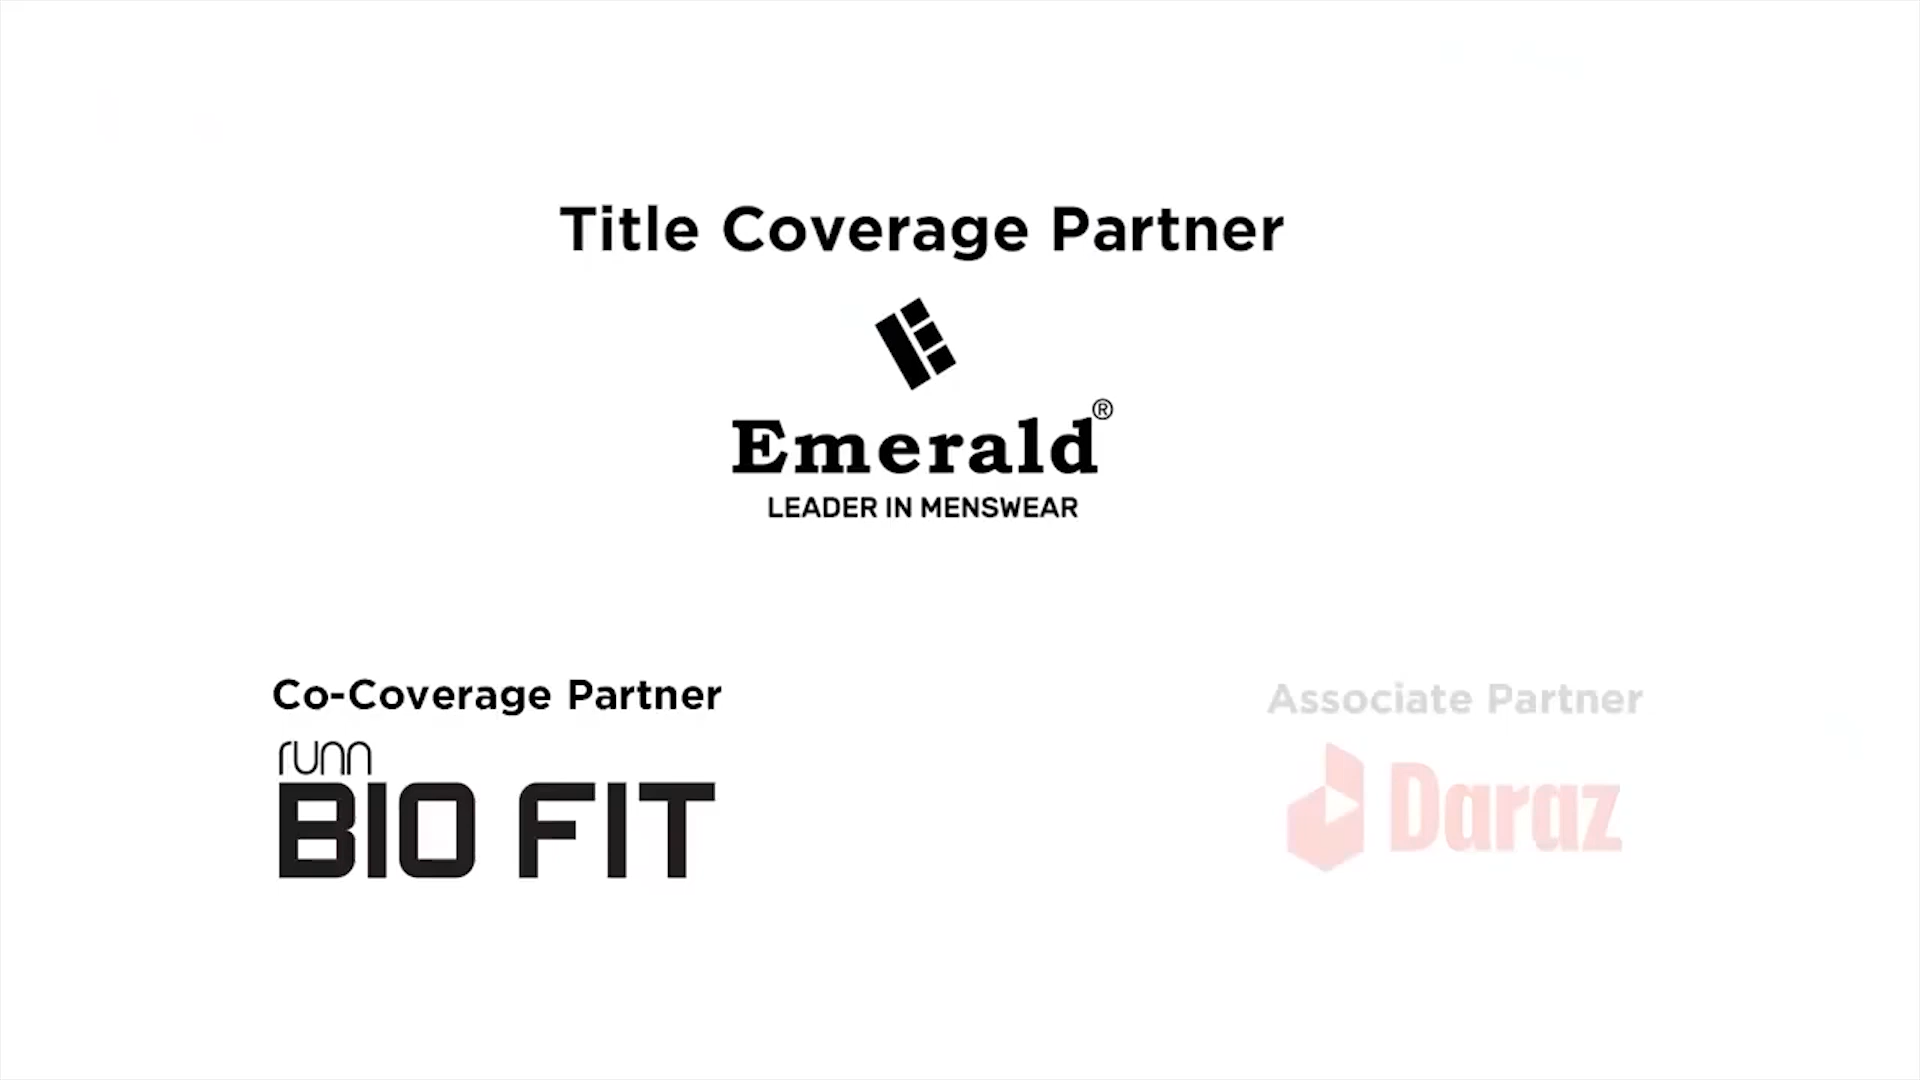 Title Coverage Partner
Emerald®
LEADER IN MENSWEAR
Co-Coverage Partner
runn
BIO FIT
Associate Partner
Daraz